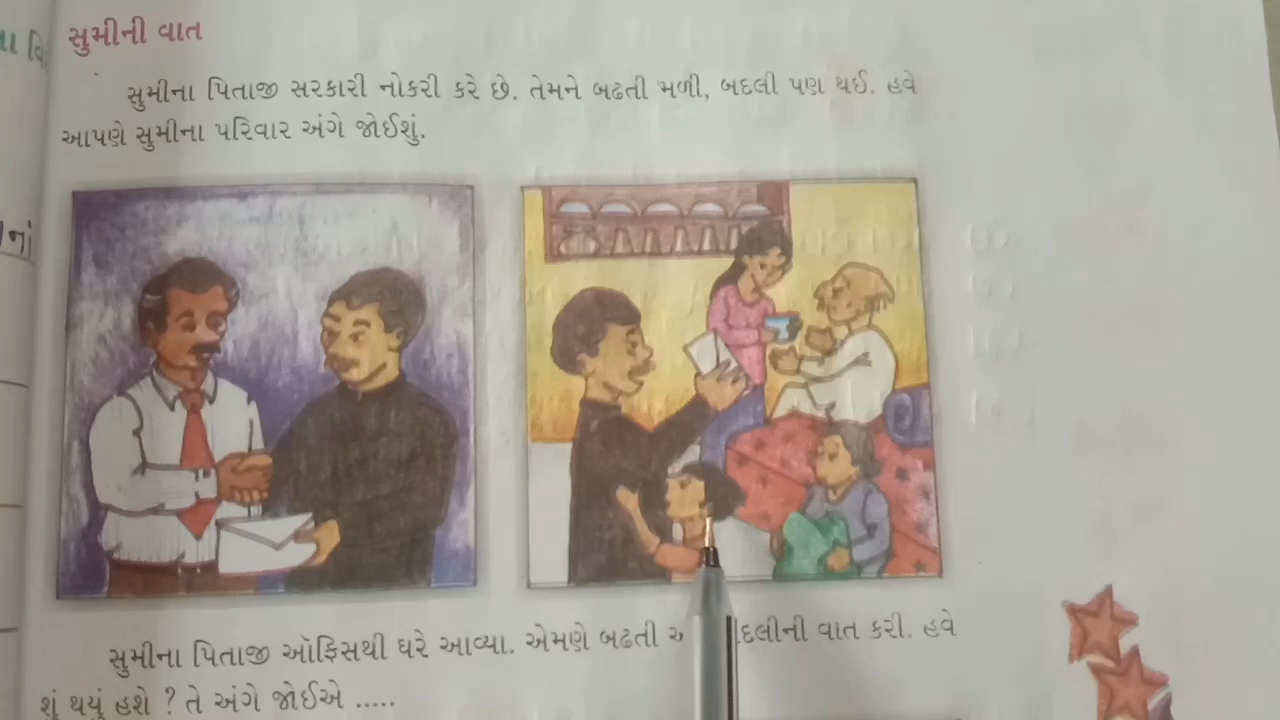 સુમીની વાત
સુમીના પિતાજી સરકારી નોકરી કરે છે. તેમને બઢતી મળી, બદલી પણ થઈ. હવે
આપણે સુમીના પરિવાર અંગે જોઈશું.
સુમીના પિતાજી ઑફિસથી ઘરે આવ્યા. એમણે બઢતી વાત કરી. હવે
શું થયું હશે ? તે અંગે જોઈએ .....